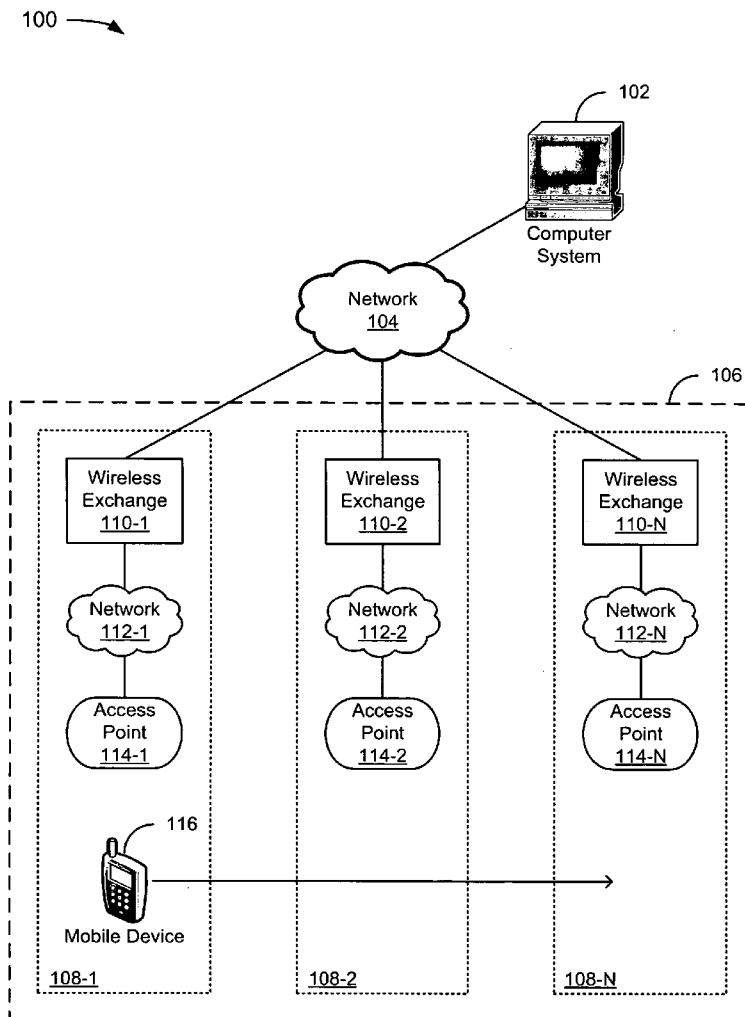 100
102
Computer
System
Network
104
106
Wireless
Exchange
110-1
Wireless
Exchange
110-2
Wireless
Exchange
110-N
Network
112-1
Network
112-2
Network
112-N
Access
Point
114-1
Access
Point
114-2
Access
Point
114-N
116
Mobile Device
108-1
108-2
108-N